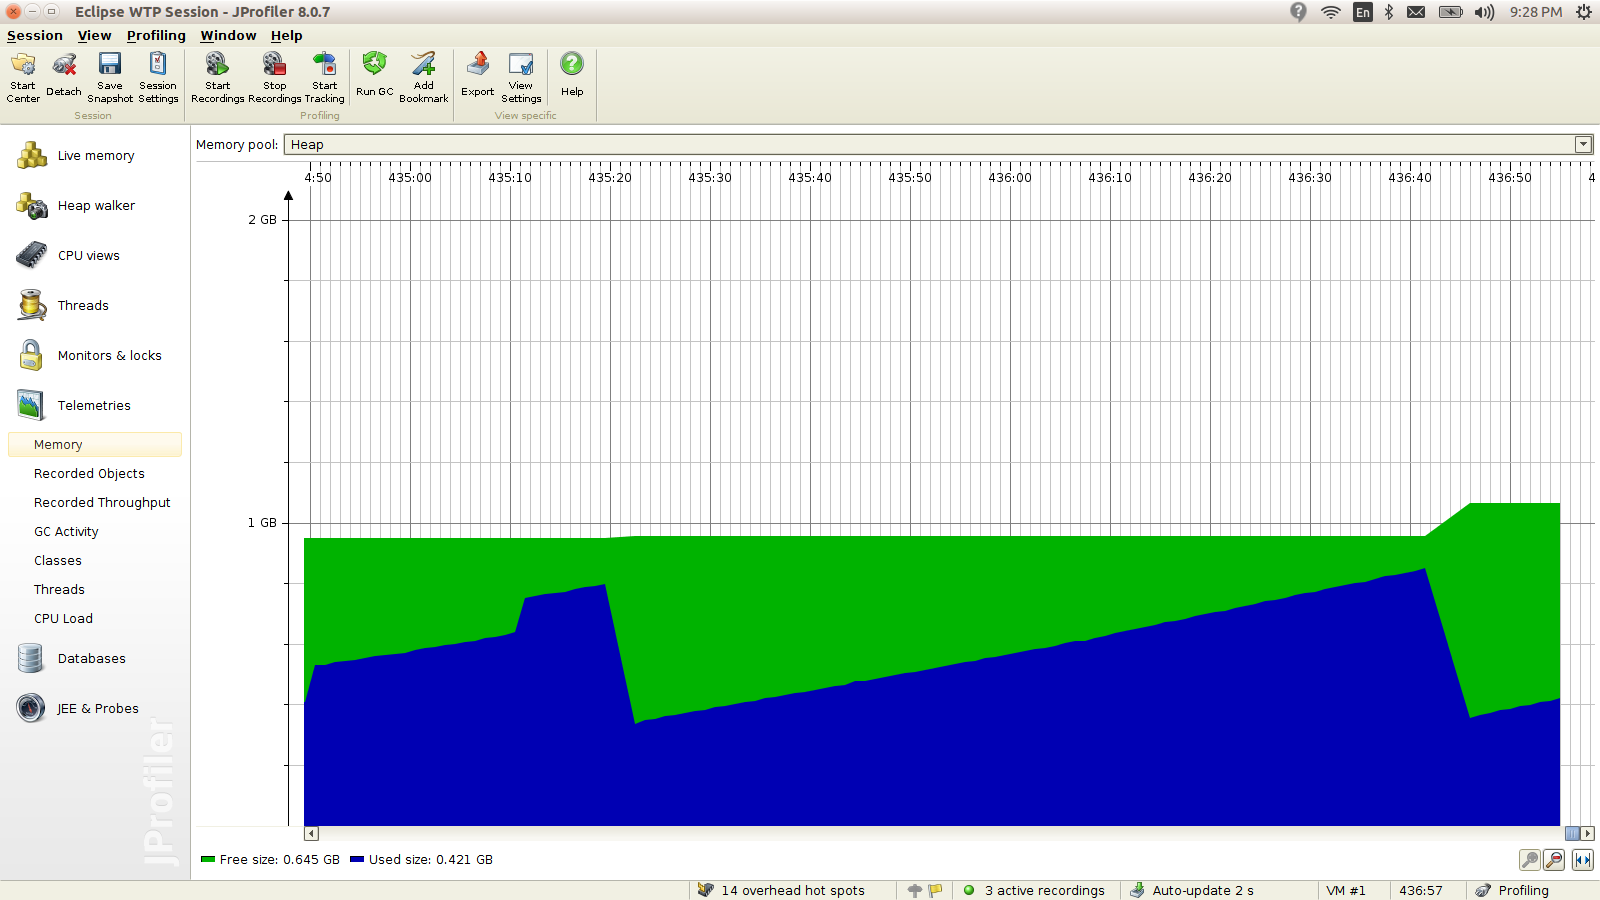 Eclipse WTP Session - JProfiler 8.0.7
En
9:28 PM
Session View Profiling Window Help
Start Center
Detach
Save Snapshot
Session Settings
Start Recordings
Stop Recordings
Start Tracking
Run GC
Add Bookmark
Export
View Settings
Help
Session
Profiling
View specific
Live memory
Heap walker
CPU views
Threads
Monitors & locks
Telemetries
Memory
Recorded Objects
Recorded Throughput
GC Activity
Classes
Threads
CPU Load
Databases
JEE & Probes
JProfiler
Memory pool: Heap
4:50 435:00 435:10 435:20 435:30 435:40 435:50 436:00 436:10 436:20 436:30 436:40 436:50 4
2 GB
1 GB
Free size: 0.645 GB Used size: 0.421 GB
14 overhead hot spots
3 active recordings
Auto-update 2 s
VM #1
436:57
Profiling